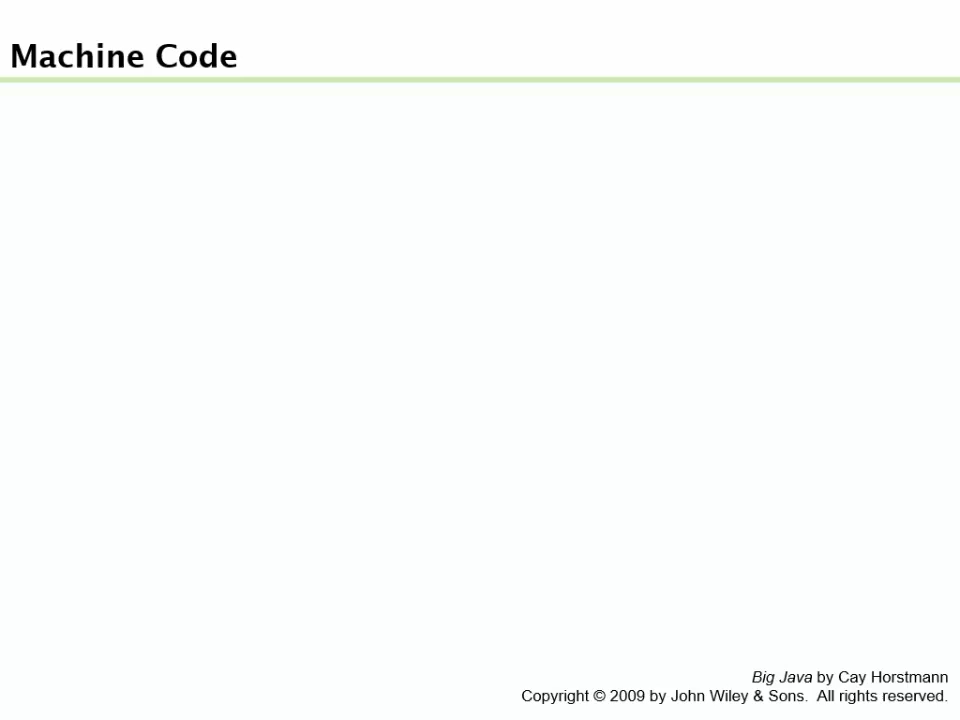 Machine Code
Big Java by Cay Horstmann
Copyright © 2009 by John Wiley & Sons.  All rights reserved.